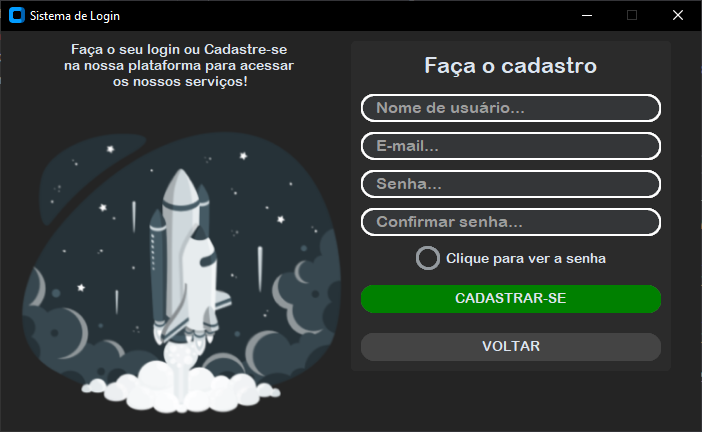 Sistema de Login
Faça o seu login ou Cadastre-se
na nossa plataforma para acessar
os nossos serviços!
Faça o cadastro
Nome de usuário...
E-mail...
Senha...
Confirmar senha...
Clique para ver a senha
CADASTRAR-SE
VOLTAR